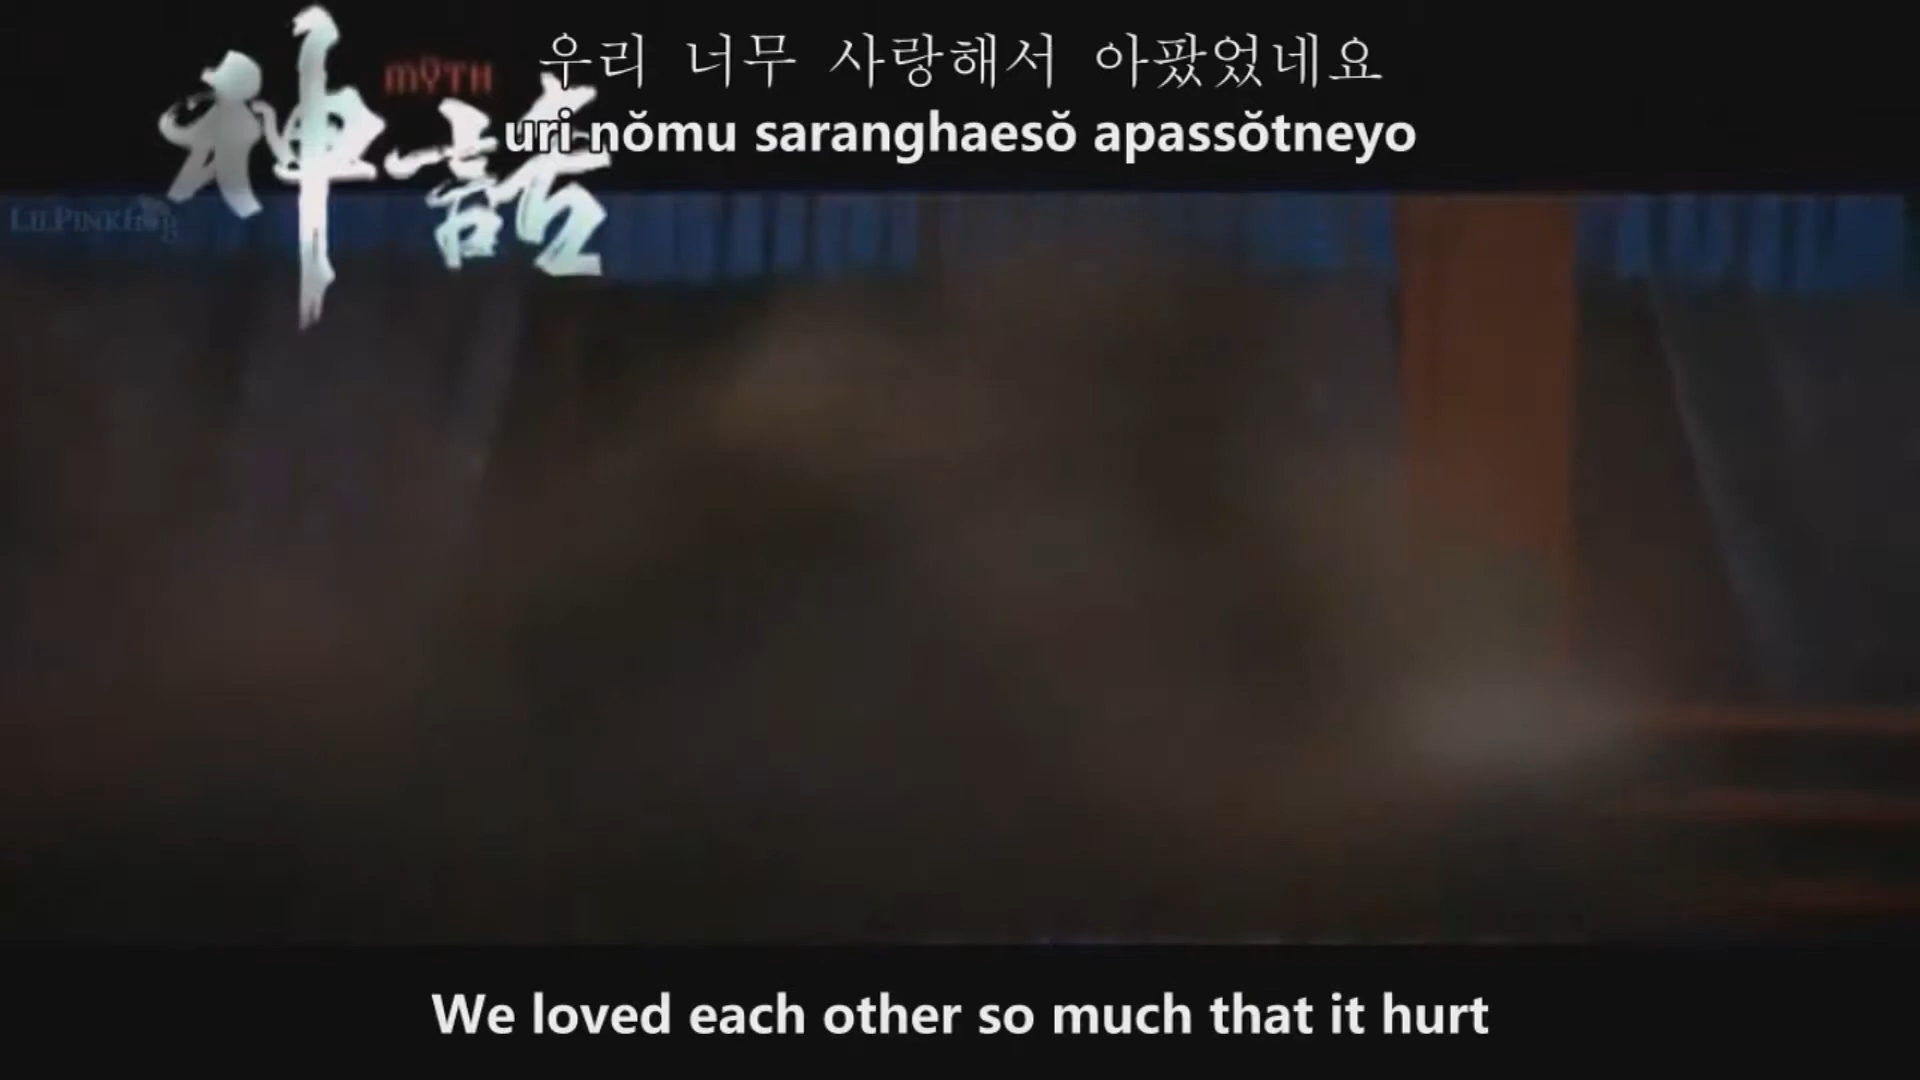 우리 너무 사랑해서 아팠었네요
MYTH
神話
uri nŏmu saranghaesŏ apassŏtneyo
We loved each other so much that it hurt